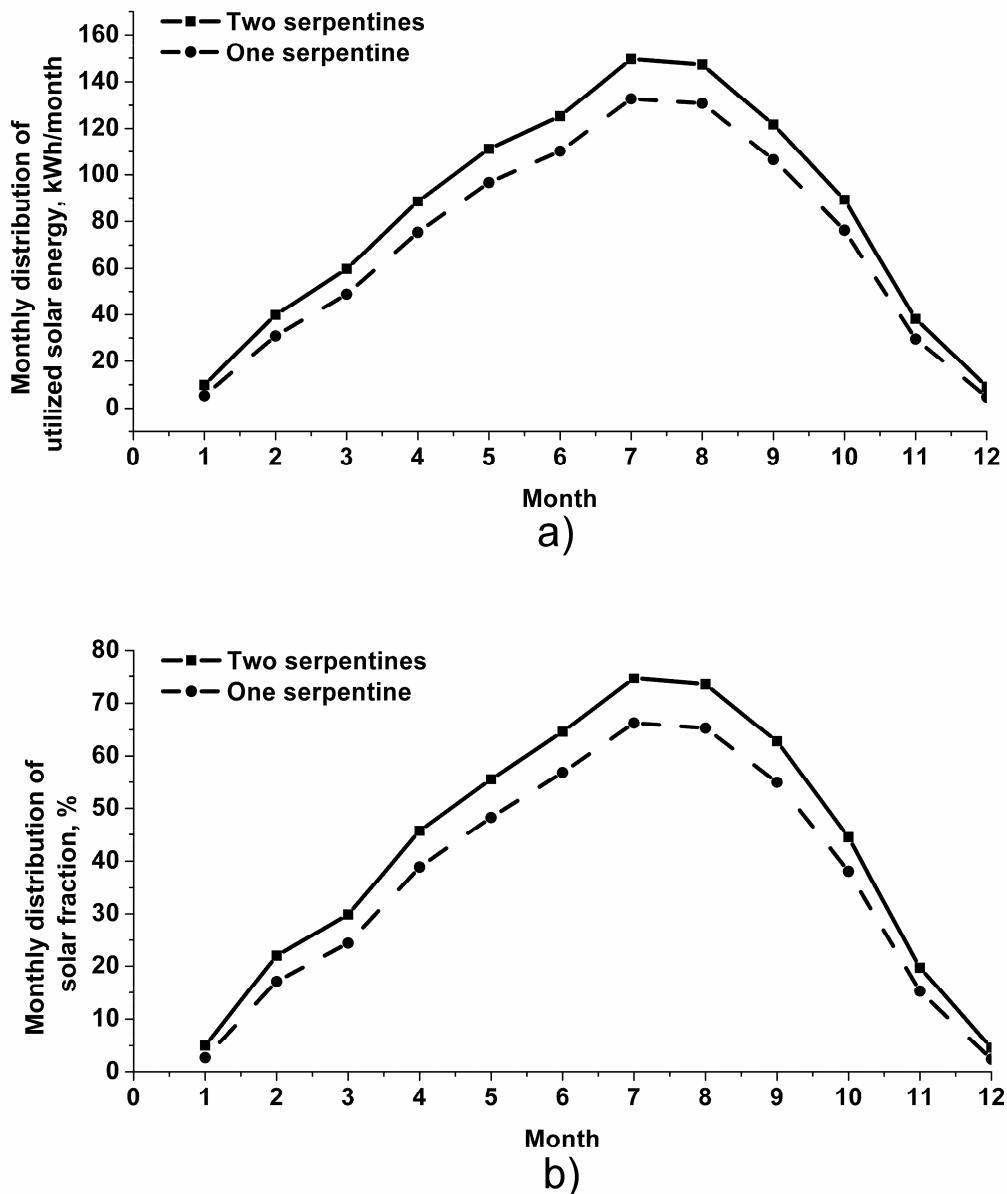 Two serpentines
One serpentine
160
140
120
100
80
60
40
20
0
Monthly distribution of
utilized solar energy, kWh/month
0 1 2 3 4 5 6 7 8 9 10 11 12
Month
a)
Two serpentines
One serpentine
80
70
60
50
40
30
20
10
0
Monthly distribution of
solar fraction, %
0 1 2 3 4 5 6 7 8 9 10 11 12
Month
b)